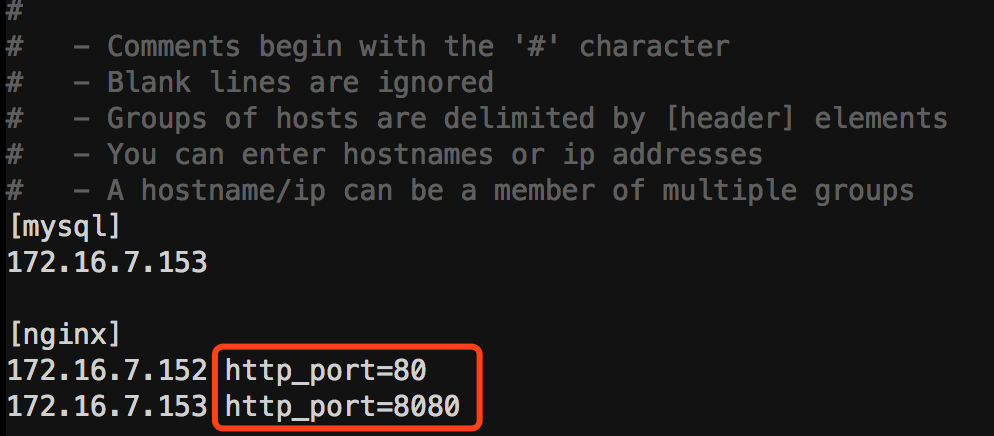 #
#   - Comments begin with the '#' character
#   - Blank lines are ignored
#   - Groups of hosts are delimited by [header] elements
#   - You can enter hostnames or ip addresses
#   - A hostname/ip can be a member of multiple groups
[mysql]
172.16.7.153

[nginx]
172.16.7.152 http_port=80
172.16.7.153 http_port=8080